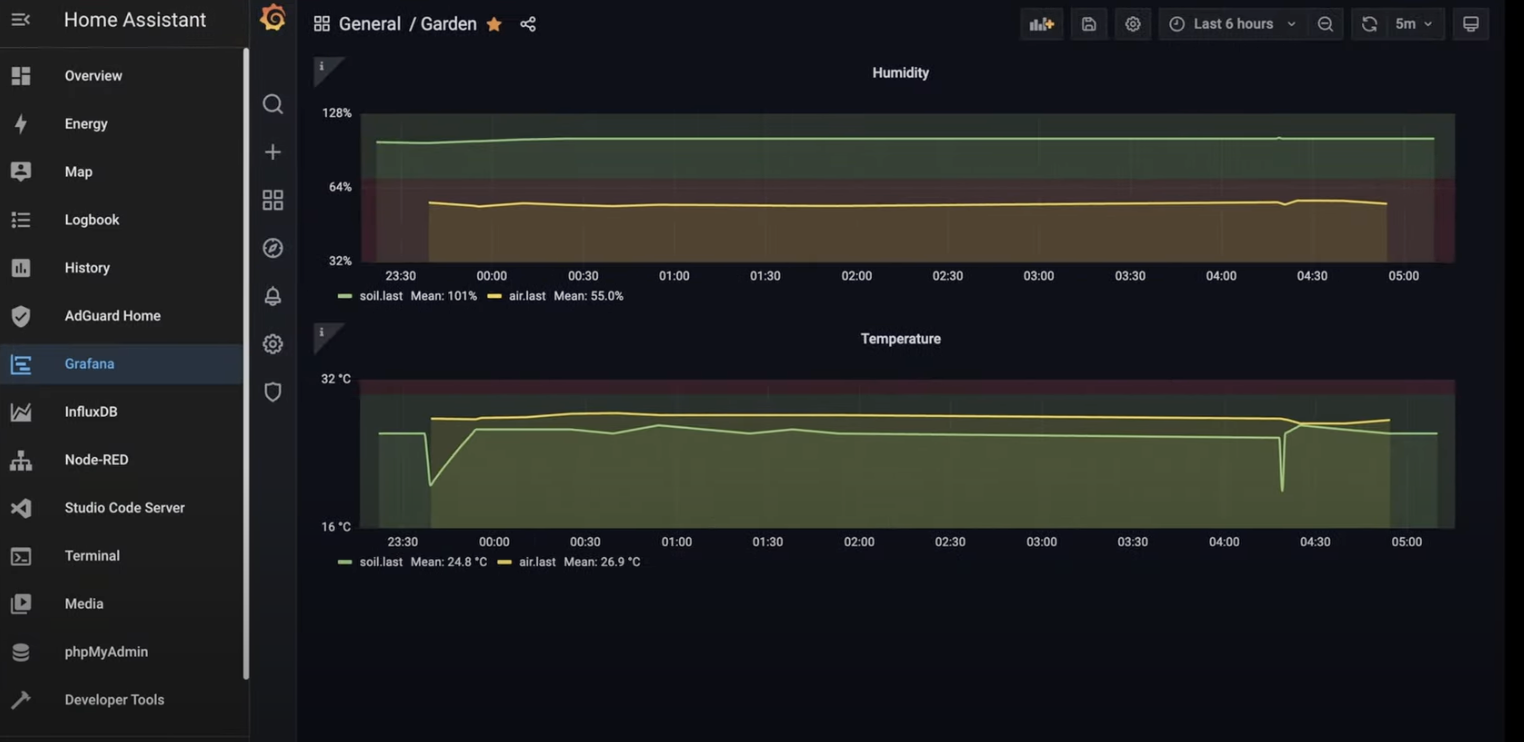 Home Assistant
Overview
Energy
Map
Logbook
History
AdGuard Home
Grafana
InfluxDB
Node-RED
Studio Code Server
Terminal
Media
phpMyAdmin
Developer Tools
General / Garden
Last 6 hours
5m
i
Humidity
128%
64%
32%
23:30 00:00 00:30 01:00 01:30 02:00 02:30 03:00 03:30 04:00 04:30 05:00
soil.last Mean: 101% air.last Mean: 55.0%
i
Temperature
32 °C
16 °C
23:30 00:00 00:30 01:00 01:30 02:00 02:30 03:00 03:30 04:00 04:30 05:00
soil.last Mean: 24.8 °C air.last Mean: 26.9 °C